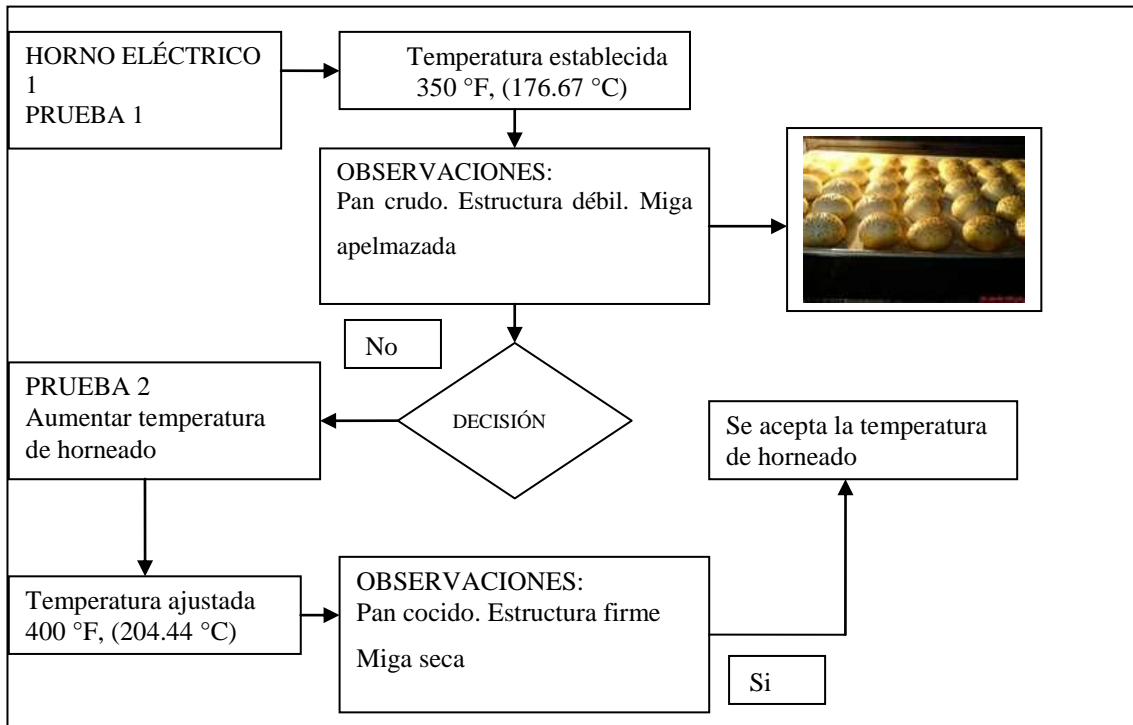 HORNO ELÉCTRICO
1
PRUEBA 1
Temperatura establecida
350 °F, (176.67 °C)
OBSERVACIONES:
Pan crudo. Estructura débil. Miga
apelmazada
No
DECISIÓN
PRUEBA 2
Aumentar temperatura
de horneado
Se acepta la temperatura
de horneado
Temperatura ajustada
400 °F, (204.44 °C)
OBSERVACIONES:
Pan cocido. Estructura firme
Miga seca
Si